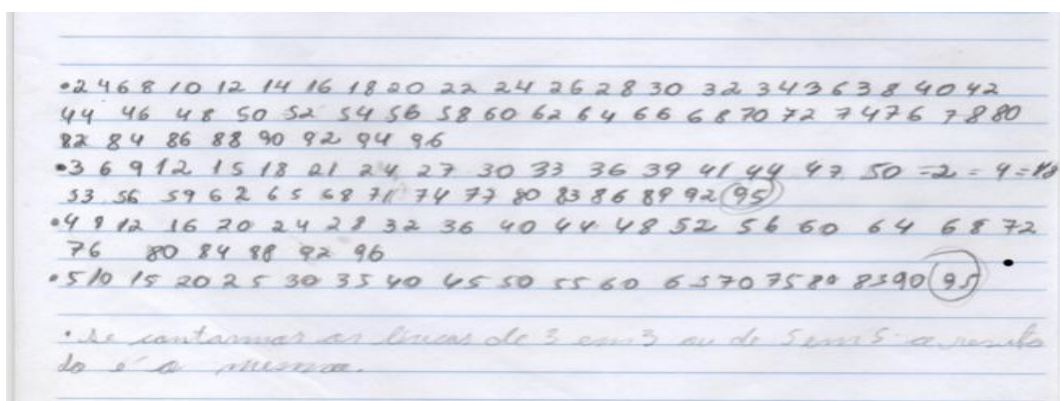 •2 4 6 8 10 12 14 16 18 20 22 24 26 28 30 32 34 36 38 40 42
44 46 48 50 52 54 56 58 60 62 64 66 68 70 72 74 76 78 80
82 84 86 88 90 92 94 96
•3 6 9 12 15 18 21 24 27 30 33 36 39 41 44 47 50 =2 = 4 =
53 56 59 62 65 68 71 74 77 80 83 86 89 92 95
•4 8 12 16 20 24 28 32 36 40 44 48 52 56 60 64 68 72
76 80 84 88 92 96
•5 10 15 20 25 30 35 40 45 50 55 60 65 70 75 80 85 90 95
• Se contarmos as de 3 em 3 ou de 5 em 5 o resulta
do é o mesmo.